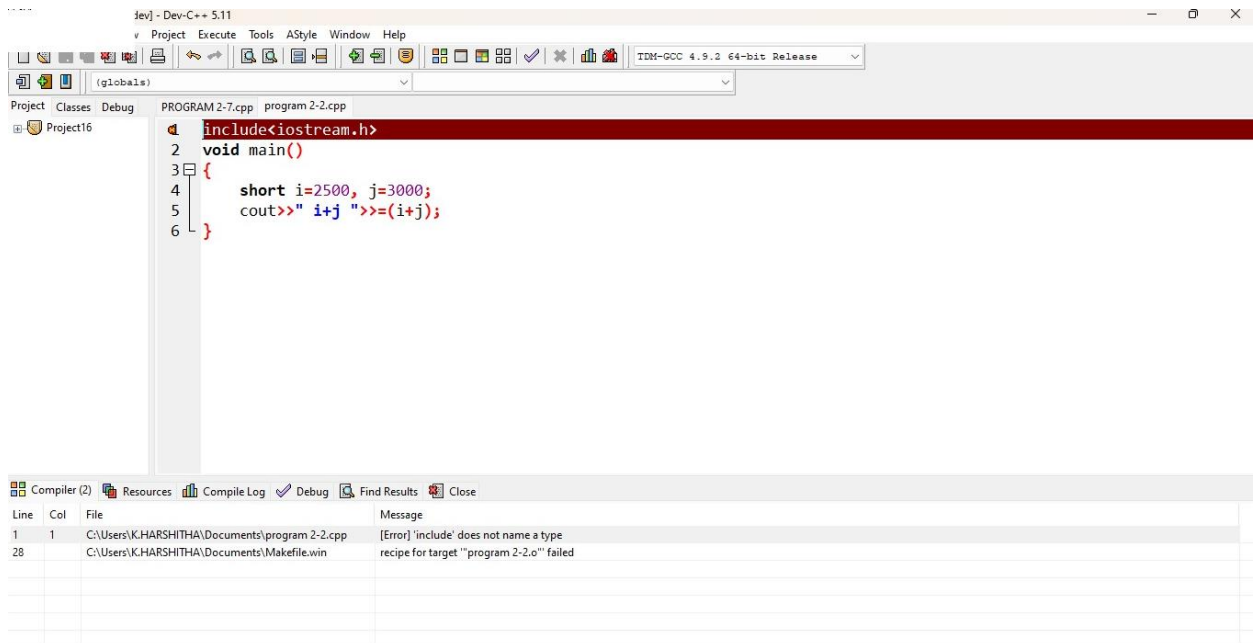 dev] - Dev-C++ 5.11
Project Execute Tools AStyle Window Help
TDM-GCC 4.9.2 64-bit Release
(globals)
Project Classes Debug PROGRAM 2-7.cpp program 2-2.cpp
Project16
include<iostream.h>
2 void main()
3 {
4 short i=2500, j=3000;
5 cout>>" i+j ">>=(i+j);
6 }
Compiler (2) Resources Compile Log Debug Find Results Close
Line Col File Message
1 1 C:\Users\K.HARSHITHA\Documents\program 2-2.cpp [Error] 'include' does not name a type
28 C:\Users\K.HARSHITHA\Documents\Makefile.win recipe for target '"program 2-2.o"' failed